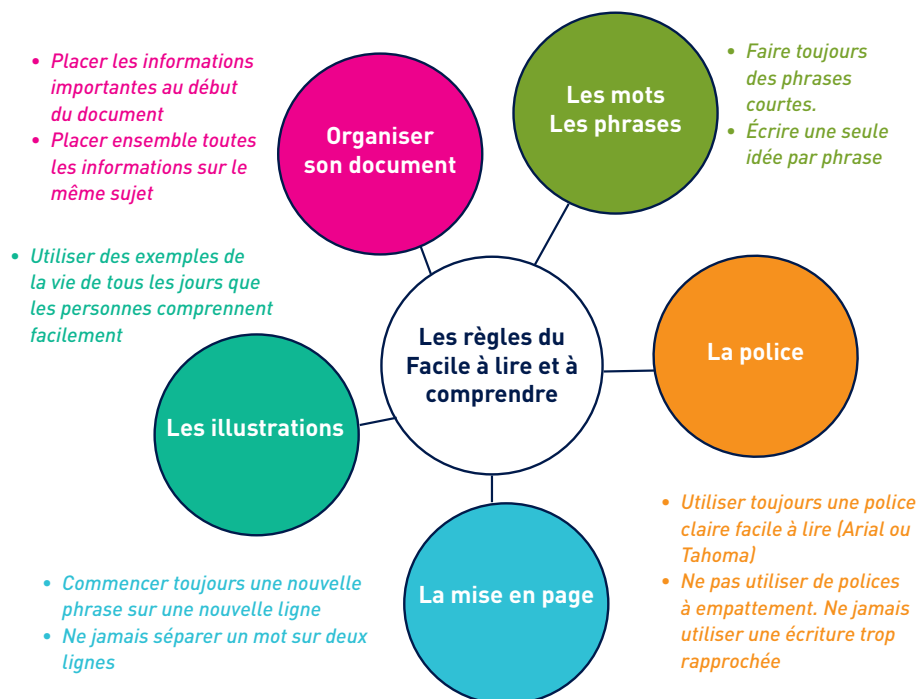 • Placer les informations
importantes au début
du document
• Placer ensemble toutes
les informations sur le
même sujet
Organiser
son document
Les mots
Les phrases
• Faire toujours
des phrases
courtes.
• Écrire une seule
idée par phrase
• Utiliser des exemples de
la vie de tous les jours que
les personnes comprennent
facilement
Les illustrations
Les règles du
Facile à lire et à
comprendre
La police
• Utiliser toujours une police
claire facile à lire (Arial ou
Tahoma)
• Ne pas utiliser de polices
à empattement. Ne jamais
utiliser une écriture trop
rapprochée
La mise en page
• Commencer toujours une nouvelle
phrase sur une nouvelle ligne
• Ne jamais séparer un mot sur deux
lignes